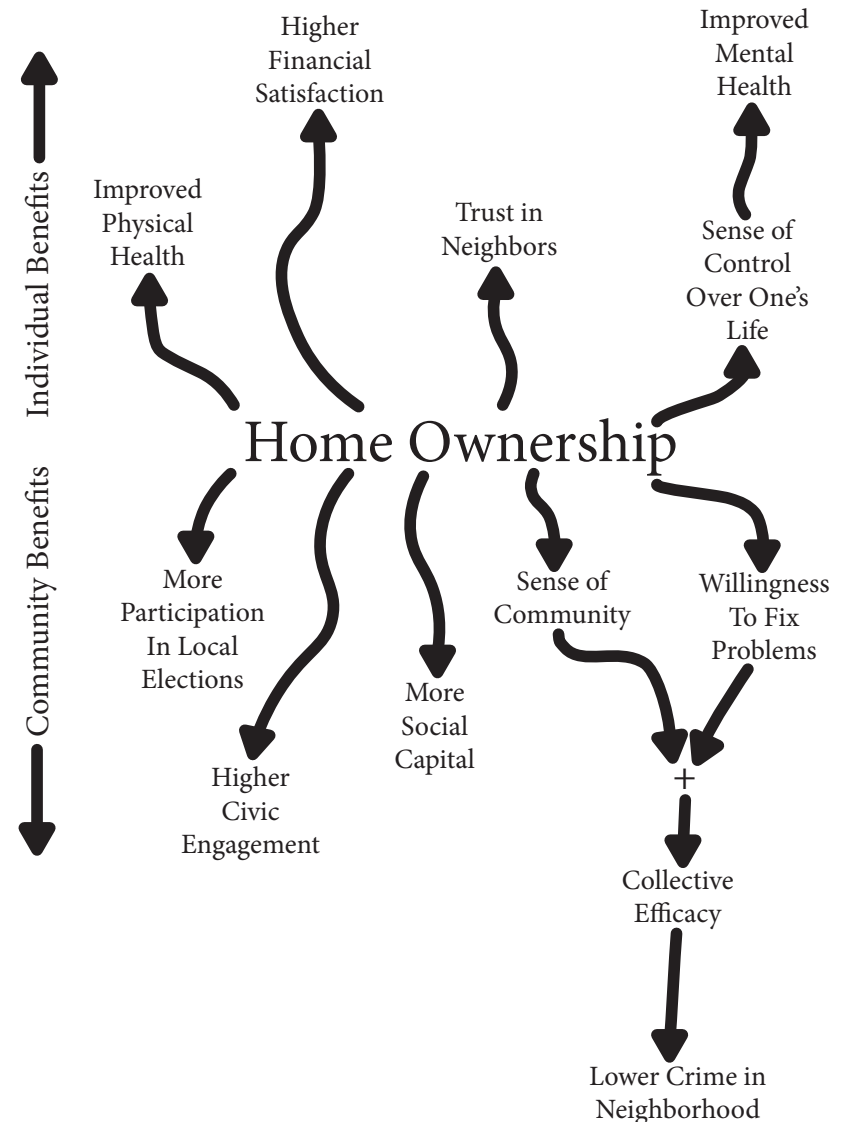 Higher
Financial
Satisfaction
Improved
Mental
Health
Improved
Physical
Health
Trust in
Neighbors
Sense of
Control
Over One's
Life
Individual Benefits
Home Ownership
Community Benefits
More
Participation
In Local
Elections
Sense of
Community
Willingness
To Fix
Problems
More
Social
Capital
Higher
Civic
Engagement
+
Collective
Efficacy
Lower Crime in
Neighborhood